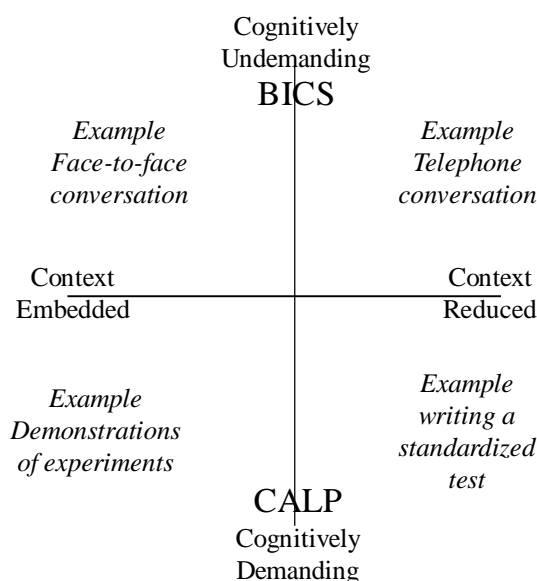 Cognitively
Undemanding
BICS
Example
Face-to-face
conversation
Example
Telephone
conversation
Context
Embedded
Context
Reduced
Example
Demonstrations
of experiments
Example
writing a
standardized
test
CALP
Cognitively
Demanding